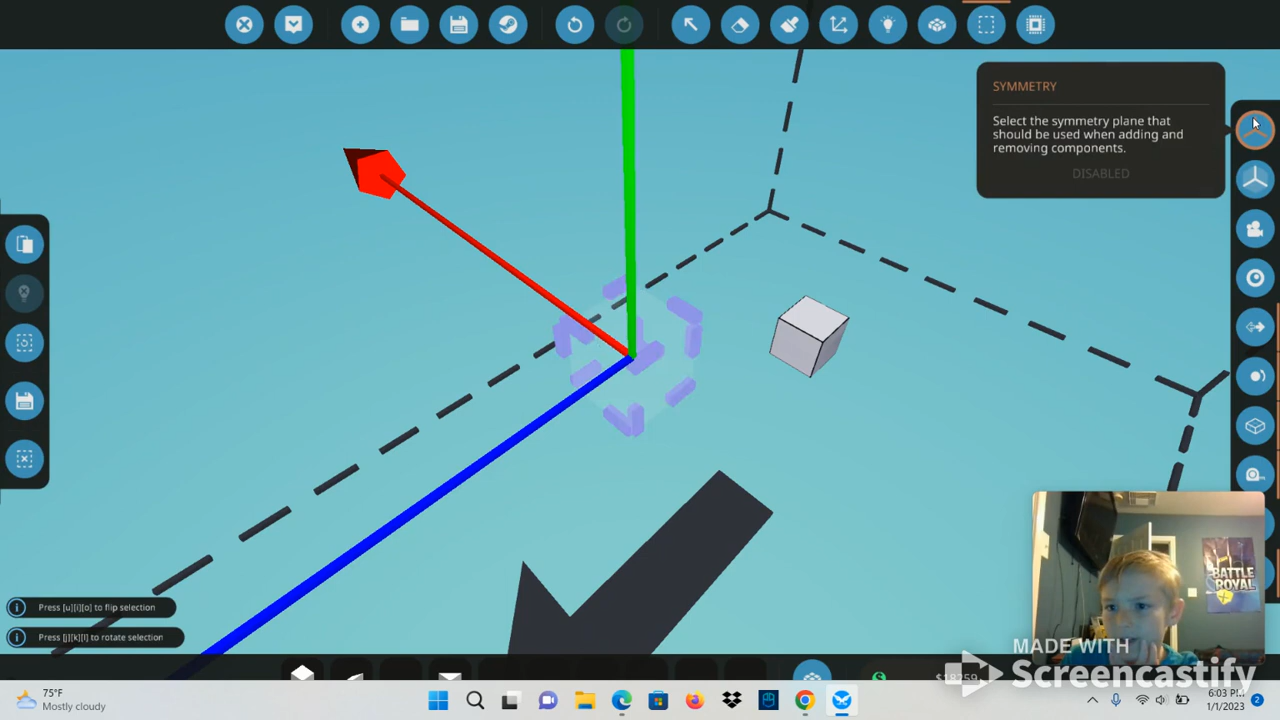 SYMMETRY
Select the symmetry plane that
should be used when adding and
removing components.
DISABLED
Press [u][i][o] to flip selection
Press [j][k][l] to rotate selection
BATTLE
ROYAL
MADE WITH
Screencastify
75°F
Mostly cloudy
6:03 PM
1/1/2023
2